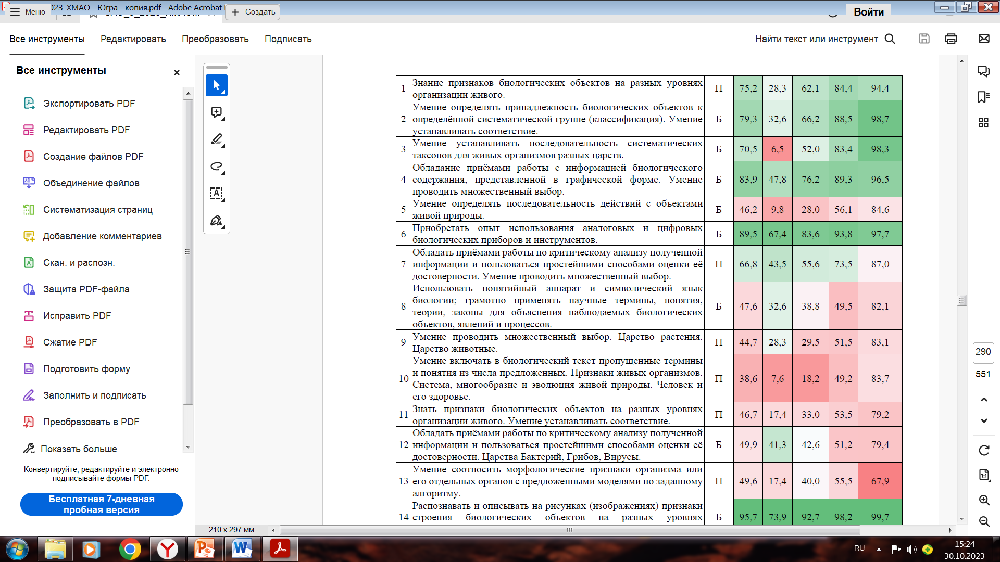 023_ХМАО - Югра - копия.pdf - Adobe Acrobat
Меню
Создать
Войти
Все инструменты
Редактировать
Преобразовать
Подписать
Найти текст или инструмент
Все инструменты
Экспортировать PDF
Редактировать PDF
Создание файлов PDF
Объединение файлов
Систематизация страниц
Добавление комментариев
Скан. и распозн.
Защита PDF-файла
Исправить PDF
Сжатие PDF
Подготовить форму
Заполнить и подписать
Преобразовать в PDF
Показать больше
Конвертируйте, редактируйте и электронно
подписывайте формы PDF.
Бесплатная 7-дневная
пробная версия
Знание признаков биологических объектов на разных уровнях
1 П 75,2 28,3 62,1 84,4 94,4
организации живого.
Умение определять принадлежность биологических объектов к
2 определённой систематической группе (классификация). Умение Б 79,3 32,6 66,2 88,5 98,7
устанавливать соответствие.
Умение устанавливать последовательность систематических
3 Б 70,5 6,5 52,0 83,4 98,3
таксонов для живых организмов разных царств.
Обладание приёмами работы с информацией биологического
4 содержания, представленной в графической форме. Умение Б 83,9 47,8 76,2 89,3 96,5
проводить множественный выбор.
Умение определять последовательность действий с объектами
5 Б 46,2 9,8 28,0 56,1 84,6
живой природы.
Приобретать опыт использования аналоговых и цифровых
6 Б 89,5 67,4 83,6 93,8 97,7
биологических приборов и инструментов.
Обладать приёмами работы по критическому анализу полученной
7 информации и пользоваться простейшими способами оценки её П 66,8 43,5 55,6 73,5 87,0
достоверности. Умение проводить множественный выбор.
Использовать понятийный аппарат и символический язык
биологии; грамотно применять научные термины, понятия,
8 Б 47,6 32,6 38,8 49,5 82,1
теории, законы для объяснения наблюдаемых биологических
объектов, явлений и процессов.
Умение проводить множественный выбор. Царство растения.
9 П 44,7 28,3 29,5 51,5 83,1
Царство животные.
Умение включать в биологический текст пропущенные термины
и понятия из числа предложенных. Признаки живых организмов.
10 П 38,6 7,6 18,2 49,2 83,7
Система, многообразие и эволюция живой природы. Человек и
его здоровье.
Знать признаки биологических объектов на разных уровнях
11 П 46,7 17,4 33,0 53,5 79,2
организации живого. Умение устанавливать соответствие.
Обладать приёмами работы по критическому анализу полученной
12 информации и пользоваться простейшими способами оценки её Б 49,9 41,3 42,6 51,2 79,4
достоверности. Царства Бактерий, Грибов, Вирусы.
Умение соотносить морфологические признаки организма или
13 его отдельных органов с предложенными моделями по заданному П 49,6 17,4 40,0 55,5 67,9
алгоритму.
Распознавать и описывать на рисунках (изображениях) признаки
14 строения биологических объектов на разных уровнях Б 95,7 73,9 92,7 98,2 99,7
290
551
210 x 297 мм
RU
15:24
30.10.2023